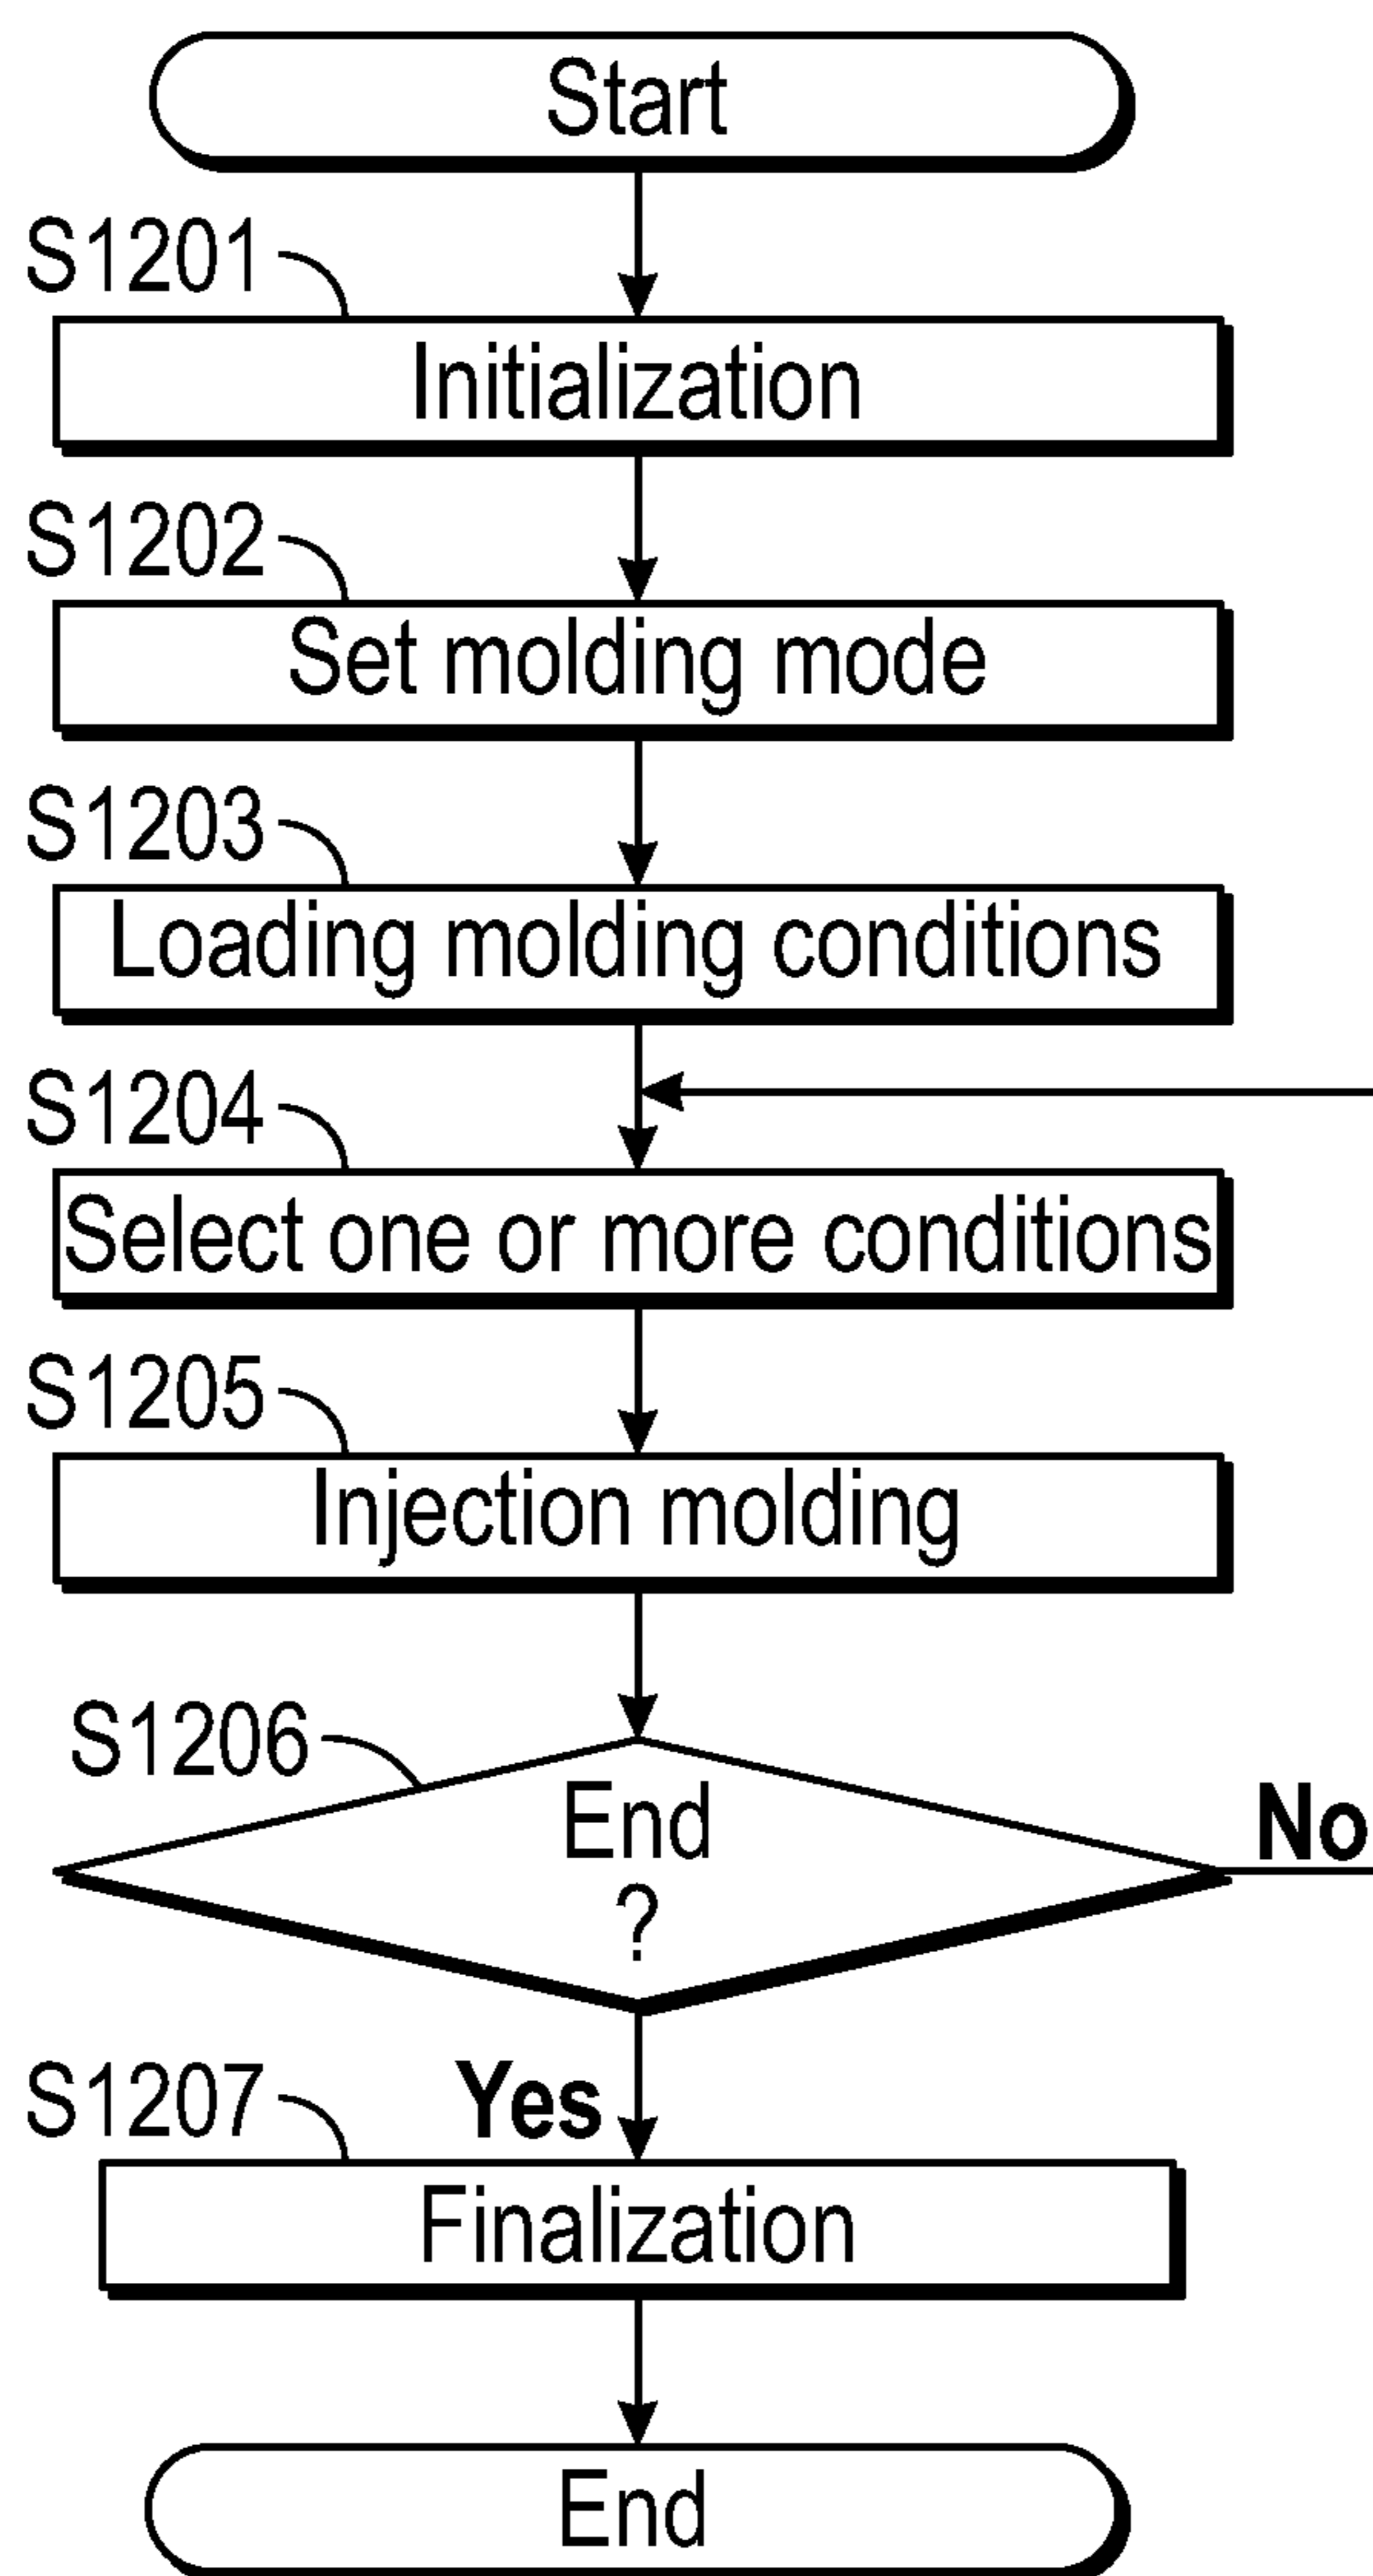 Start
S1201
Initialization
S1202
Set molding mode
S1203
Loading molding conditions
S1204
Select one or more conditions
S1205
Injection molding
S1206
End
?
No
S1207
Yes
Finalization
End